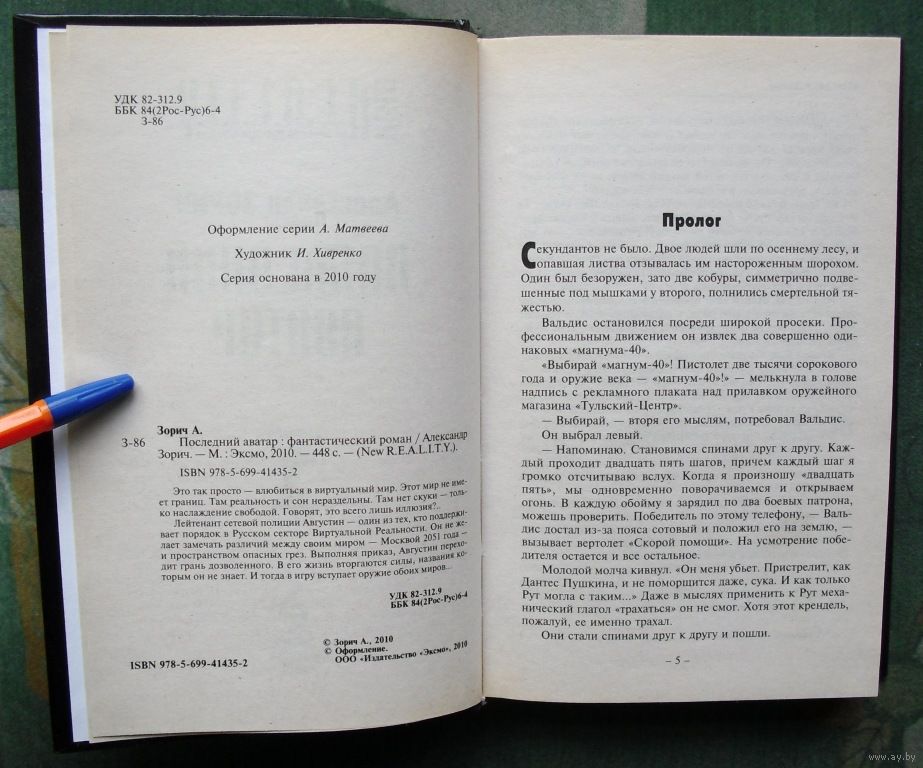 УДК 82-312.9
ББК 84(2Рос-Рус)6-4
З-86
Оформление серии А. Матвеева
Художник И. Хивренко
Серия основана в 2010 году
Зорич А.
З-86 Последний аватар : фантастический роман / Александр
Зорич. — М. : Эксмо, 2010. — 448 с. — (New R.E.A.L.I.T.Y.).
ISBN 978-5-699-41435-2
Это так просто — влюбиться в виртуальный мир. Этот мир не име-
ет границ. Там реальность и сон нераздельны. Там нет скуки — толь-
ко наслаждение свободой. Говорят, это всего лишь иллюзия?..
Лейтенант сетевой полиции Августин — один из тех, кто поддержи-
вает порядок в Русском секторе Виртуальной Реальности. Он не же-
лает замечать различий между своим миром — Москвой 2051 года —
и пространством опасных грез. Выполняя приказ, Августин перехо-
дит грань дозволенного. В его жизнь вторгаются силы, названия ко-
торым он не знает. И тогда в игру вступает оружие обоих миров...
УДК 82-312.9
ББК 84(2Рос-Рус)6-4
© Зорич А., 2010
© Оформление.
ООО «Издательство «Эксмо», 2010
ISBN 978-5-699-41435-2
Пролог
Секундантов не было. Двое людей шли по осеннему лесу, и
опавшая листва отзывалась им настороженным шорохом.
Один был безоружен, зато две кобуры, симметрично подве-
шенные под мышками у второго, полнились смертельной тя-
жестью.
Вальдис остановился посреди широкой просеки. Про-
фессиональным движением он извлек два совершенно оди-
наковых «магнума-40».
«Выбирай «магнум-40»! Пистолет две тысячи сорокового
года и оружие века — «магнум-40»!» — мелькнула в голове
надпись с рекламного плаката над прилавком оружейного
магазина «Тульский-Центр».
— Выбирай, — вторя его мыслям, потребовал Вальдис.
Он выбрал левый.
— Напоминаю. Становимся спинами друг к другу. Каж-
дый проходит двадцать пять шагов, причем каждый шаг я
громко отсчитываю вслух. Когда я произношу «двадцать
пять», мы одновременно поворачиваемся и открываем
огонь. В каждую обойму я зарядил по два боевых патрона,
можешь проверить. Победитель по этому телефону, — Валь-
дис достал из-за пояса сотовый и положил его на землю, —
вызывает вертолет «Скорой помощи». На усмотрение побе-
дителя остается и все остальное.
Молодой молча кивнул. «Он меня убьет. Пристрелит, как
Дантес Пушкина, и не поморщится даже, сука. И как только
Рут могла с таким...» Даже в мыслях применить к Рут меха-
нический глагол «трахаться» он не смог. Хотя этот крендель,
пожалуй, ее именно трахал.
Они стали спинами друг к другу и пошли.
– 5 –
www.ay.by